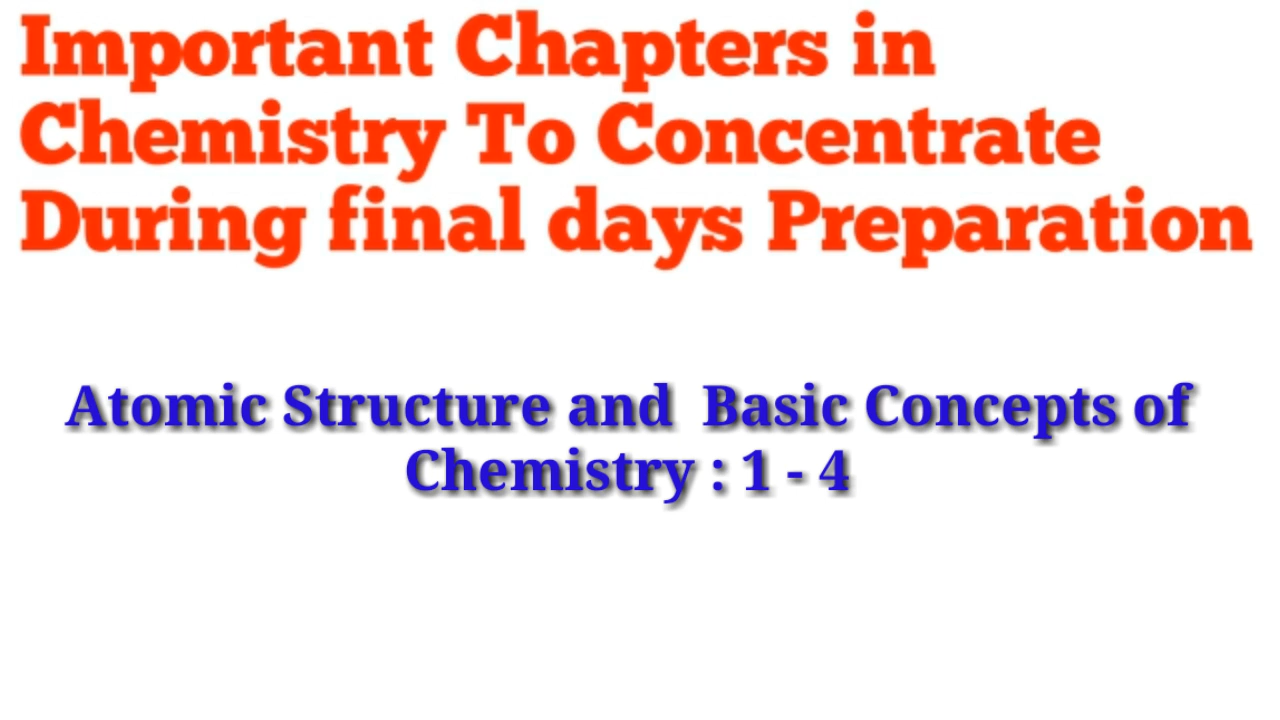 Important Chapters in
Chemistry To Concentrate
During final days Preparation
Atomic Structure and Basic Concepts of
Chemistry : 1 - 4